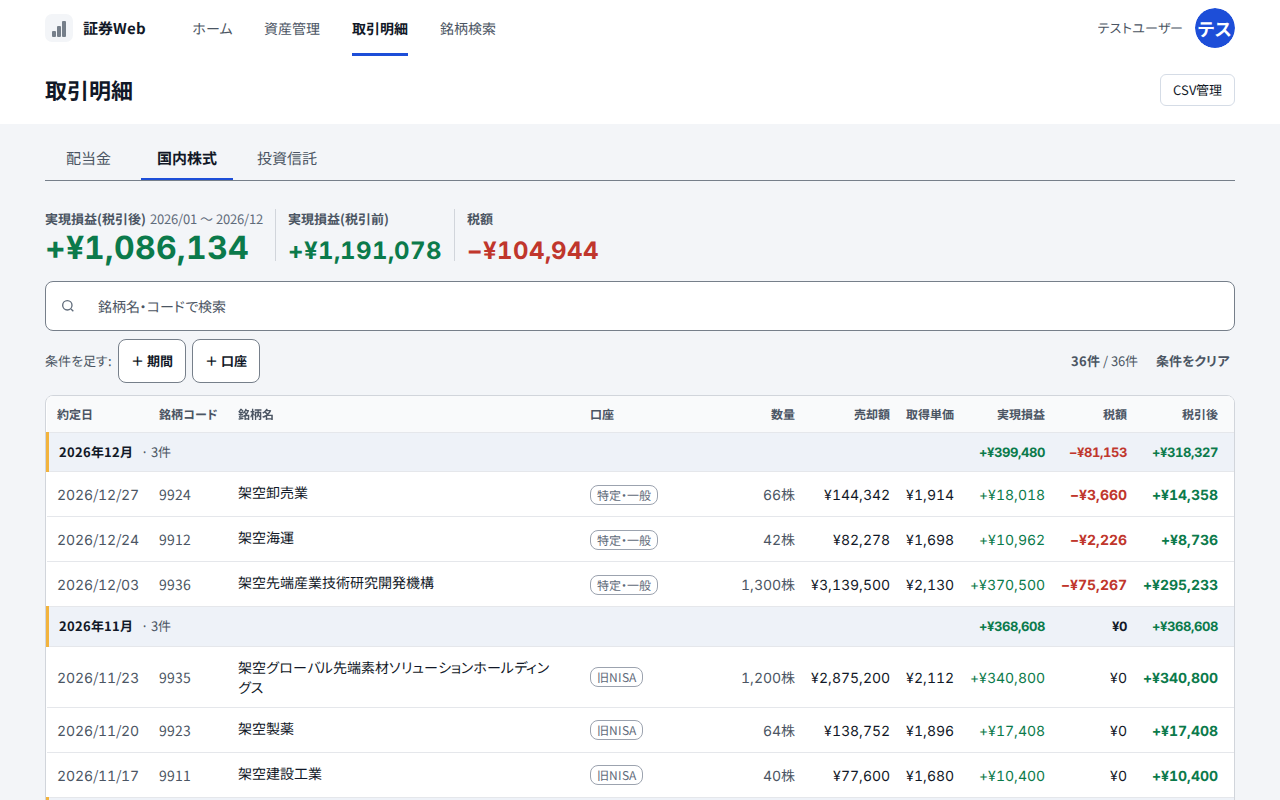 証券Web ホーム 資産管理 取引明細 銘柄検索 テストユーザー テス
取引明細 CSV管理
配当金 国内株式 投資信託
実現損益(税引後) 2026/01 〜 2026/12 実現損益(税引前) 税額
+¥1,086,134 +¥1,191,078 −¥104,944
銘柄名・コードで検索
条件を足す: ＋ 期間 ＋ 口座 36件 / 36件 条件をクリア
約定日 銘柄コード 銘柄名 口座 数量 売却額 取得単価 実現損益 税額 税引後
2026年12月 · 3件 +¥399,480 −¥81,153 +¥318,327
2026/12/27 9924 架空卸売業 特定・一般 66株 ¥144,342 ¥1,914 +¥18,018 −¥3,660 +¥14,358
2026/12/24 9912 架空海運 特定・一般 42株 ¥82,278 ¥1,698 +¥10,962 −¥2,226 +¥8,736
2026/12/03 9936 架空先端産業技術研究開発機構 特定・一般 1,300株 ¥3,139,500 ¥2,130 +¥370,500 −¥75,267 +¥295,233
2026年11月 · 3件 +¥368,608 ¥0 +¥368,608
2026/11/23 9935 架空グローバル先端素材ソリューションホールディン
グス 旧NISA 1,200株 ¥2,875,200 ¥2,112 +¥340,800 ¥0 +¥340,800
2026/11/20 9923 架空製薬 旧NISA 64株 ¥138,752 ¥1,896 +¥17,408 ¥0 +¥17,408
2026/11/17 9911 架空建設工業 旧NISA 40株 ¥77,600 ¥1,680 +¥10,400 ¥0 +¥10,400